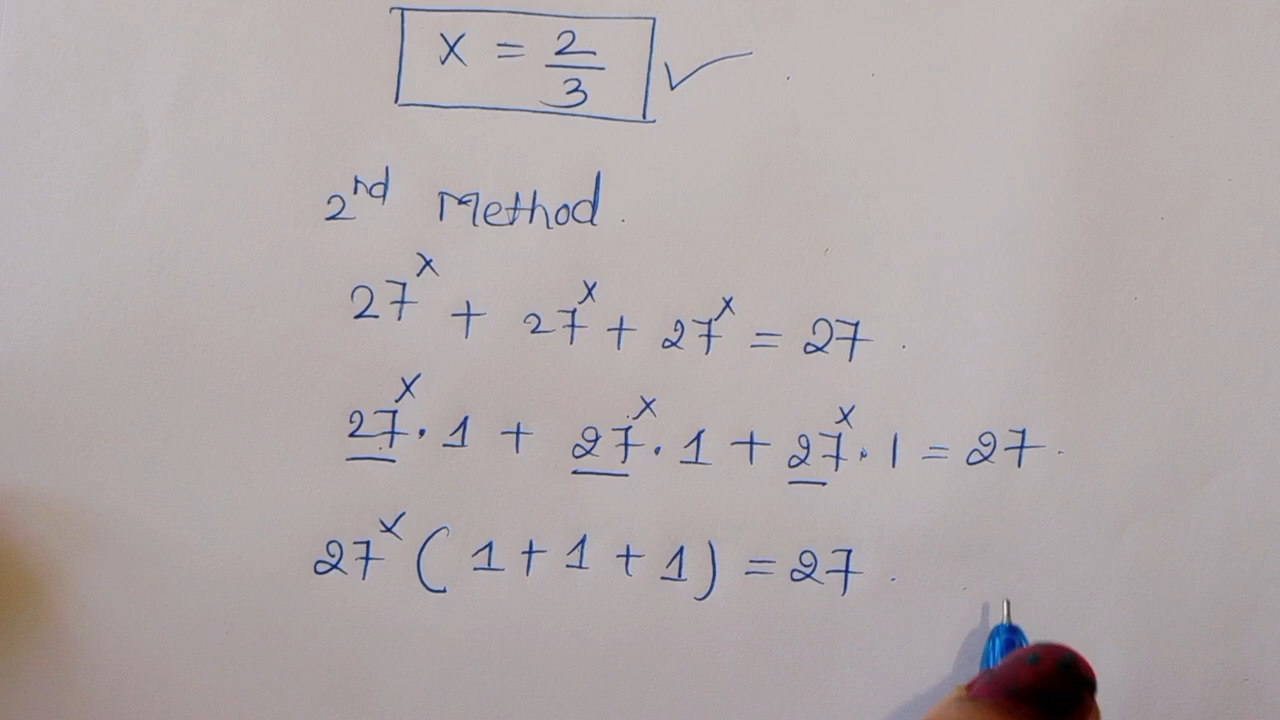 x = 2/3 ✓
2nd Method.
27^x + 27^x + 27^x = 27.
27^x · 1 + 27^x · 1 + 27^x · 1 = 27.
27^x (1 + 1 + 1) = 27.